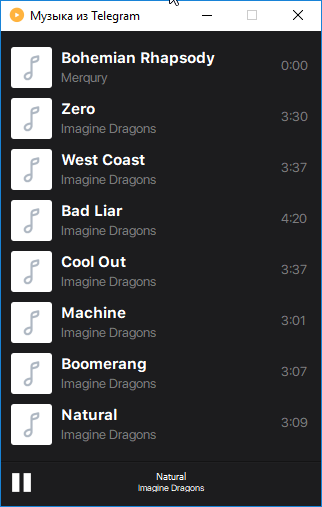 Музыка из Telegram
Bohemian Rhapsody 0:00
Merqury
Zero 3:30
Imagine Dragons
West Coast 3:37
Imagine Dragons
Bad Liar 4:20
Imagine Dragons
Cool Out 3:37
Imagine Dragons
Machine 3:01
Imagine Dragons
Boomerang 3:07
Imagine Dragons
Natural 3:09
Imagine Dragons
Natural
Imagine Dragons